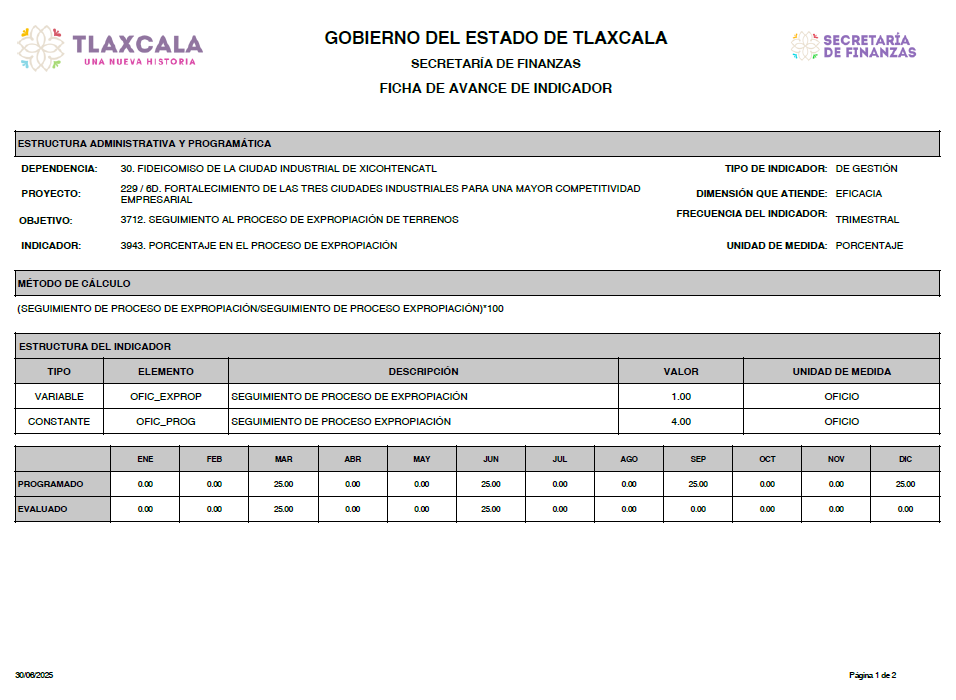 TLAXCALA
UNA NUEVA HISTORIA
GOBIERNO DEL ESTADO DE TLAXCALA
SECRETARÍA DE FINANZAS
FICHA DE AVANCE DE INDICADOR
SECRETARÍA
DE FINANZAS
ESTRUCTURA ADMINISTRATIVA Y PROGRAMÁTICA
DEPENDENCIA: 30. FIDEICOMISO DE LA CIUDAD INDUSTRIAL DE XICOHTENCATL TIPO DE INDICADOR: DE GESTIÓN
PROYECTO: 229 / 6D. FORTALECIMIENTO DE LAS TRES CIUDADES INDUSTRIALES PARA UNA MAYOR COMPETITIVIDAD
EMPRESARIAL
DIMENSIÓN QUE ATIENDE: EFICACIA
OBJETIVO: 3712. SEGUIMIENTO AL PROCESO DE EXPROPIACIÓN DE TERRENOS FRECUENCIA DEL INDICADOR: TRIMESTRAL
INDICADOR: 3943. PORCENTAJE EN EL PROCESO DE EXPROPIACIÓN UNIDAD DE MEDIDA: PORCENTAJE
MÉTODO DE CÁLCULO
(SEGUIMIENTO DE PROCESO DE EXPROPIACIÓN/SEGUIMIENTO DE PROCESO EXPROPIACIÓN)*100
ESTRUCTURA DEL INDICADOR
TIPO ELEMENTO DESCRIPCIÓN VALOR UNIDAD DE MEDIDA
VARIABLE OFIC_EXPROP SEGUIMIENTO DE PROCESO DE EXPROPIACIÓN 1.00 OFICIO
CONSTANTE OFIC_PROG SEGUIMIENTO DE PROCESO EXPROPIACIÓN 4.00 OFICIO
ENE FEB MAR ABR MAY JUN JUL AGO SEP OCT NOV DIC
PROGRAMADO 0.00 0.00 25.00 0.00 0.00 25.00 0.00 0.00 25.00 0.00 0.00 25.00
EVALUADO 0.00 0.00 25.00 0.00 0.00 25.00 0.00 0.00 0.00 0.00 0.00 0.00
30/06/2025 Página 1 de 2